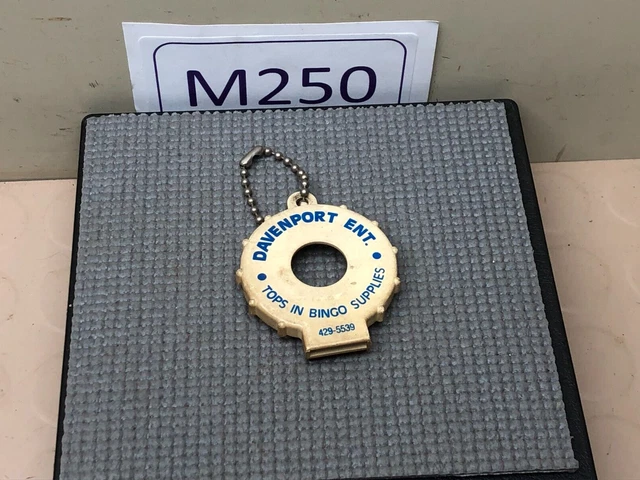 M250
DAVENPORT ENT.
• TOPS IN BINGO SUPPLIES •
429-5539